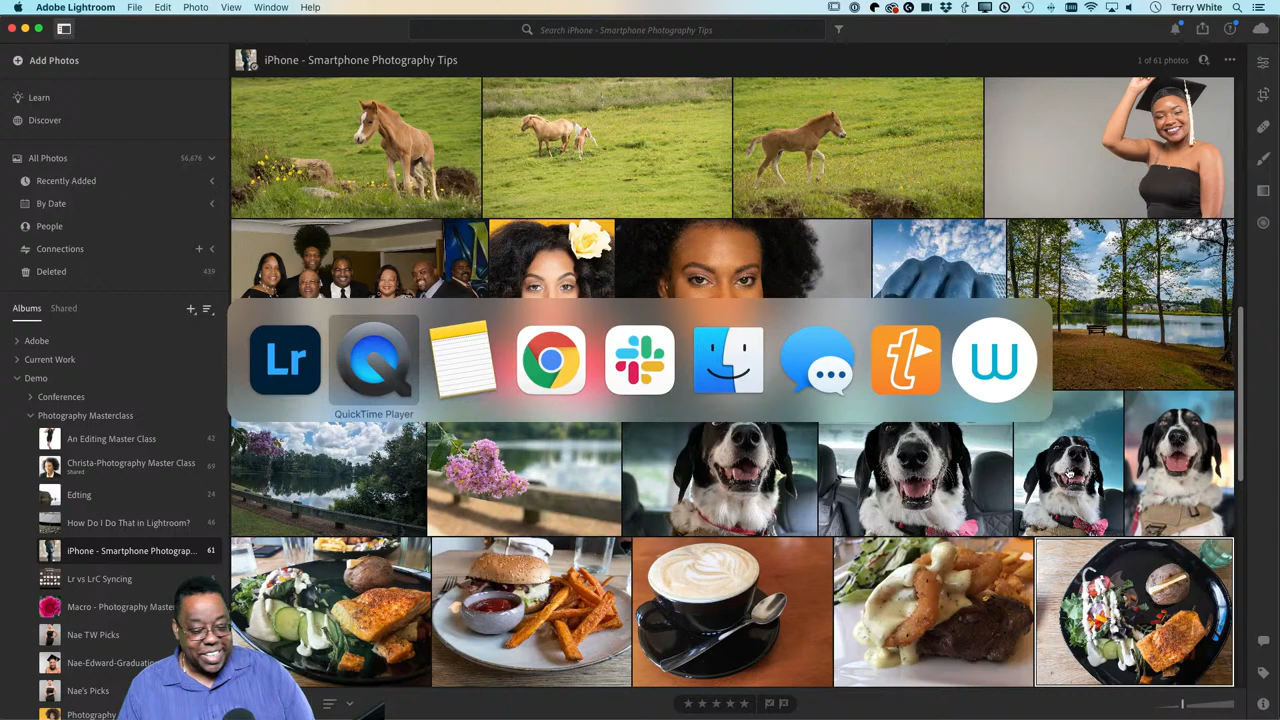 Adobe Lightroom File Edit Photo View Window Help Terry White
Search iPhone - Smartphone Photography Tips
Add Photos
iPhone - Smartphone Photography Tips 1 of 61 photos
Learn
Discover
All Photos 56,676
Recently Added
By Date
People
Connections
Deleted 439
Albums Shared
Adobe
Current Work
Demo
Conferences
Photography Masterclass
An Editing Master Class 42
Christa-Photography Master Class 69
Shared
Edting 24
How Do I Do That in Lightroom? 46
iPhone - Smartphone Photograp... 61
Lr vs LrC Syncing
Macro - Photography Master
Nae TW Picks
Nae-Edward-Graduatio
Nae's Picks
Photography
Lr
QuickTime Player
t
W